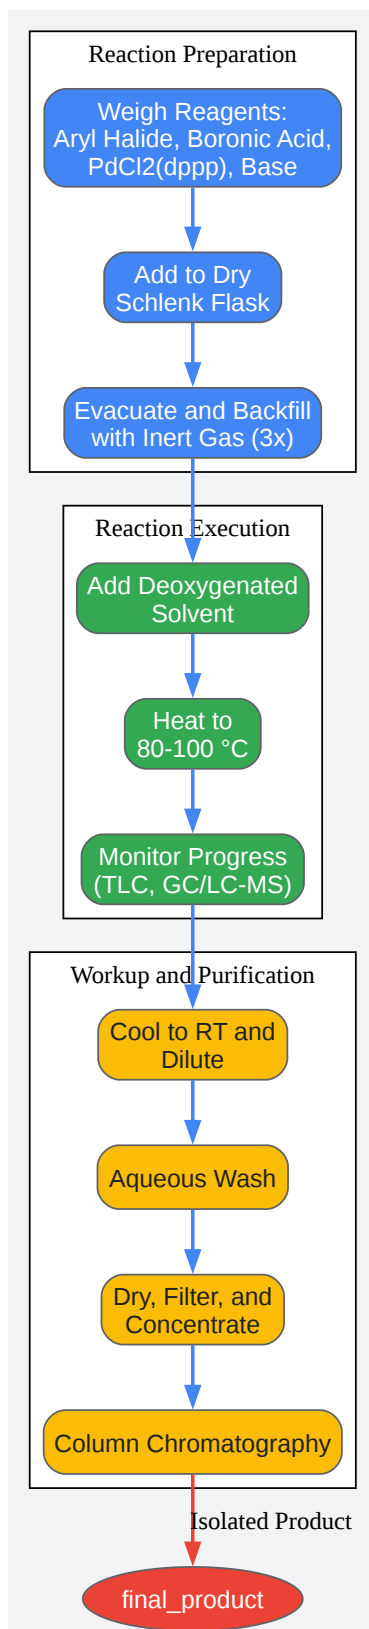 Reaction Preparation
Weigh Reagents:
Aryl Halide, Boronic Acid,
PdCl2(dppp), Base
Add to Dry
Schlenk Flask
Evacuate and Backfill
with Inert Gas (3x)
Reaction Execution
Add Deoxygenated
Solvent
Heat to
80-100 °C
Monitor Progress
(TLC, GC/LC-MS)
Workup and Purification
Cool to RT and
Dilute
Aqueous Wash
Dry, Filter, and
Concentrate
Column Chromatography
Isolated Product
final_product